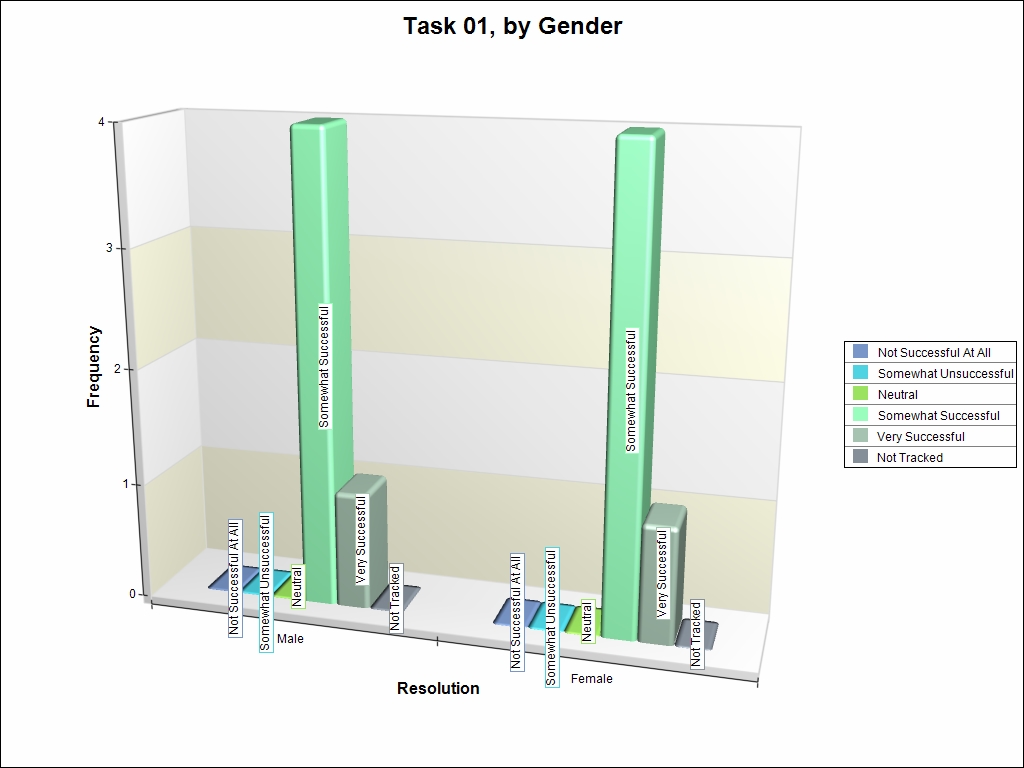 Task 01, by Gender
4
3
2
1
0
Frequency
Not Successful At All
Somewhat Unsuccessful
Neutral
Somewhat Successful
Very Successful
Not Tracked
Not Successful At All
Somewhat Unsuccessful
Neutral
Somewhat Successful
Very Successful
Not Tracked
Male
Female
Resolution
Not Successful At All
Somewhat Unsuccessful
Neutral
Somewhat Successful
Very Successful
Not Tracked